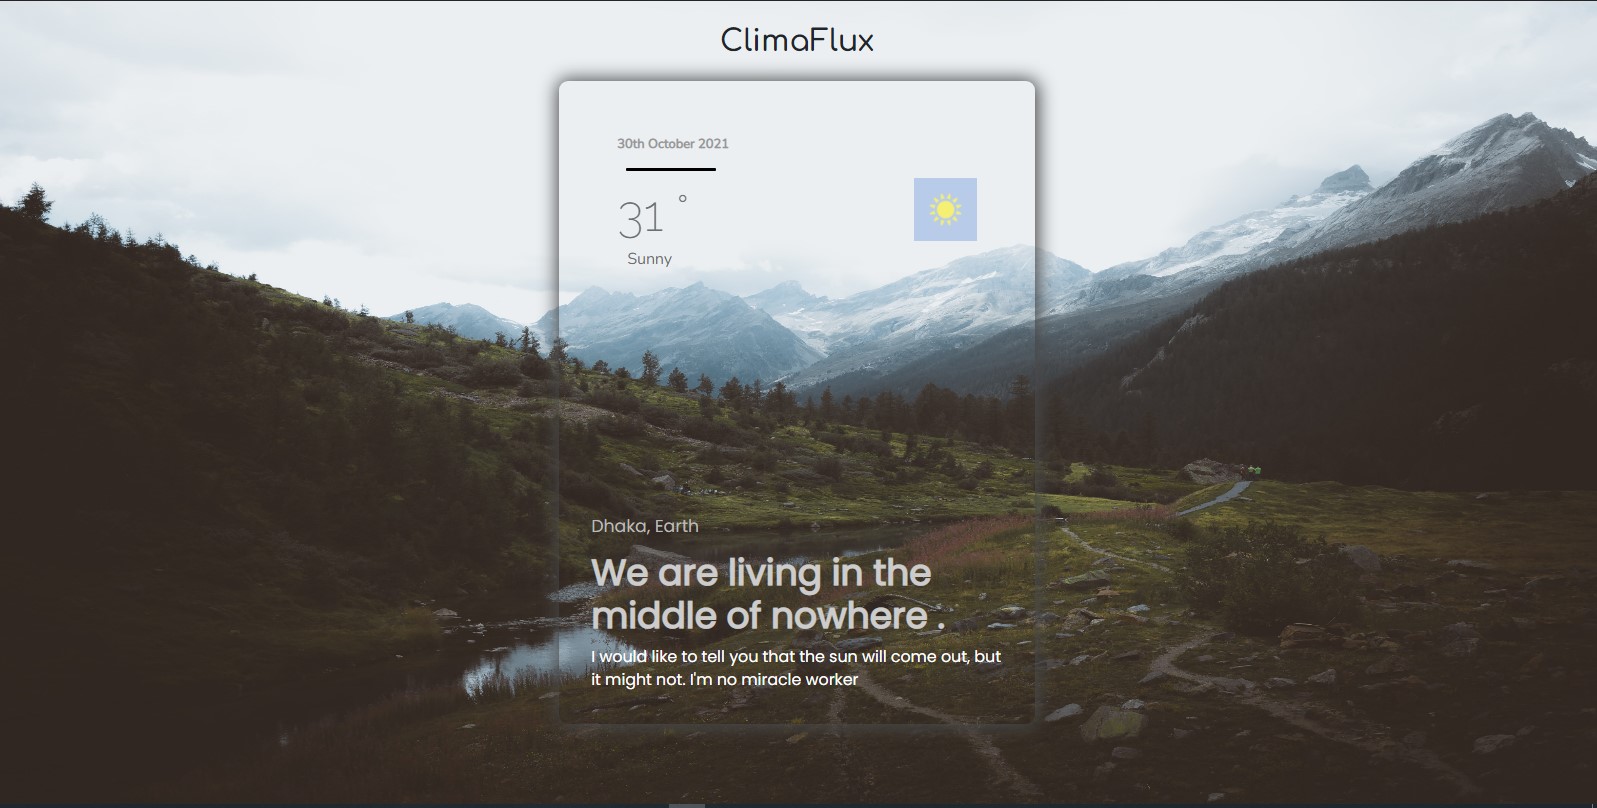 ClimaFlux
30th October 2021
31 °
Sunny
Dhaka, Earth
We are living in the
middle of nowhere .
I would like to tell you that the sun will come out, but
it might not. I'm no miracle worker